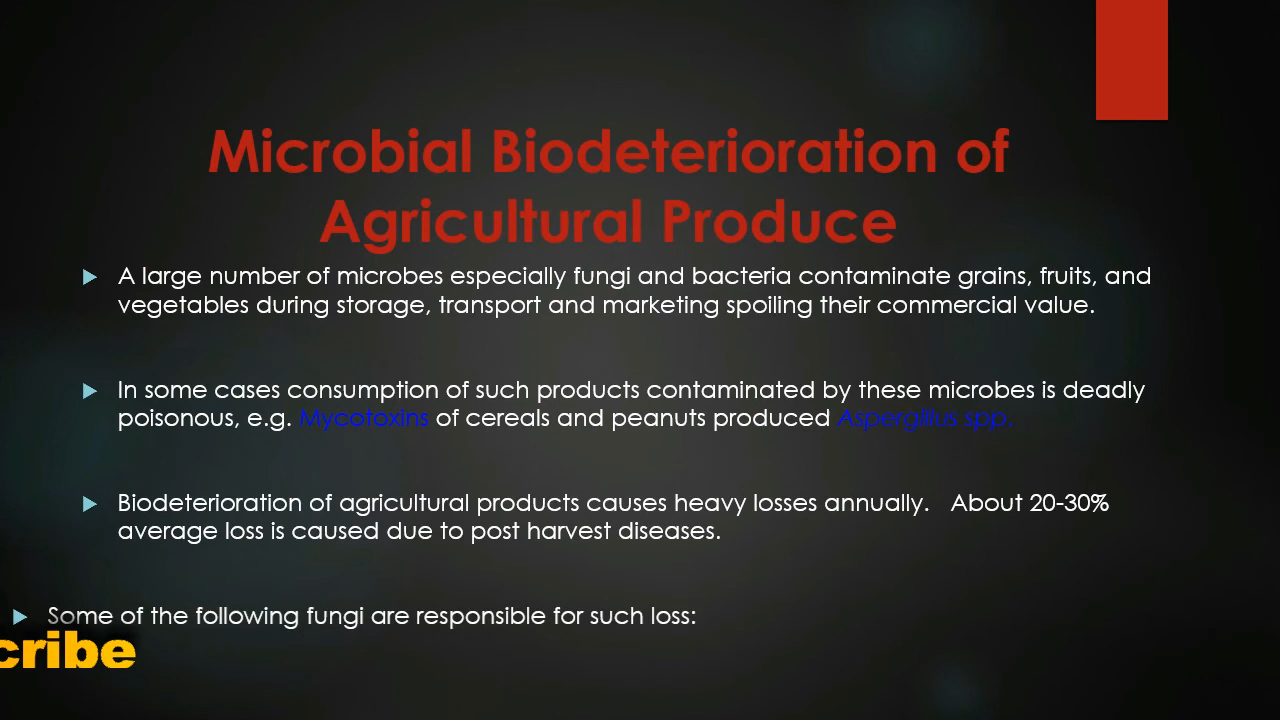 Microbial Biodeterioration of
Agricultural Produce
A large number of microbes especially fungi and bacteria contaminate grains, fruits, and
vegetables during storage, transport and marketing spoiling their commercial value.
In some cases consumption of such products contaminated by these microbes is deadly
poisonous, e.g. Mycotoxins of cereals and peanuts produced Aspergillus spp.
Biodeterioration of agricultural products causes heavy losses annually. About 20-30%
average loss is caused due to post harvest diseases.
Some of the following fungi are responsible for such loss:
cribe